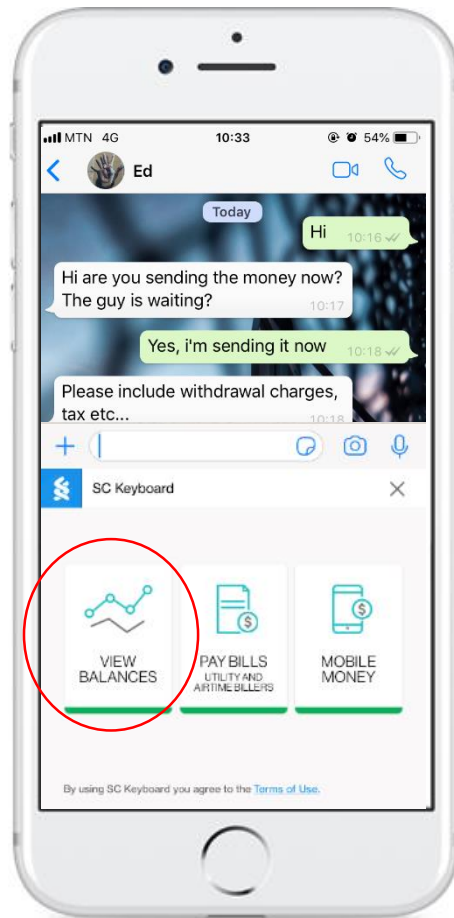 MTN 4G 10:33 54%
Ed
Today
Hi 10:16
Hi are you sending the money now?
The guy is waiting? 10:17
Yes, i'm sending it now 10:18
Please include withdrawal charges,
tax etc... 10:18
SC Keyboard
VIEW
BALANCES
PAY BILLS
UTILITY AND
AIRTIME BILLERS
MOBILE
MONEY
By using SC Keyboard you agree to the Terms of Use.